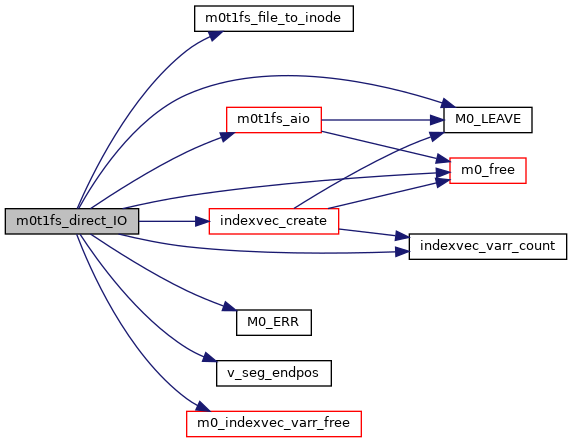 m0t1fs_file_to_inode
m0t1fs_aio
M0_LEAVE
m0_free
m0t1fs_direct_IO
indexvec_create
indexvec_varr_count
M0_ERR
v_seg_endpos
m0_indexvec_varr_free